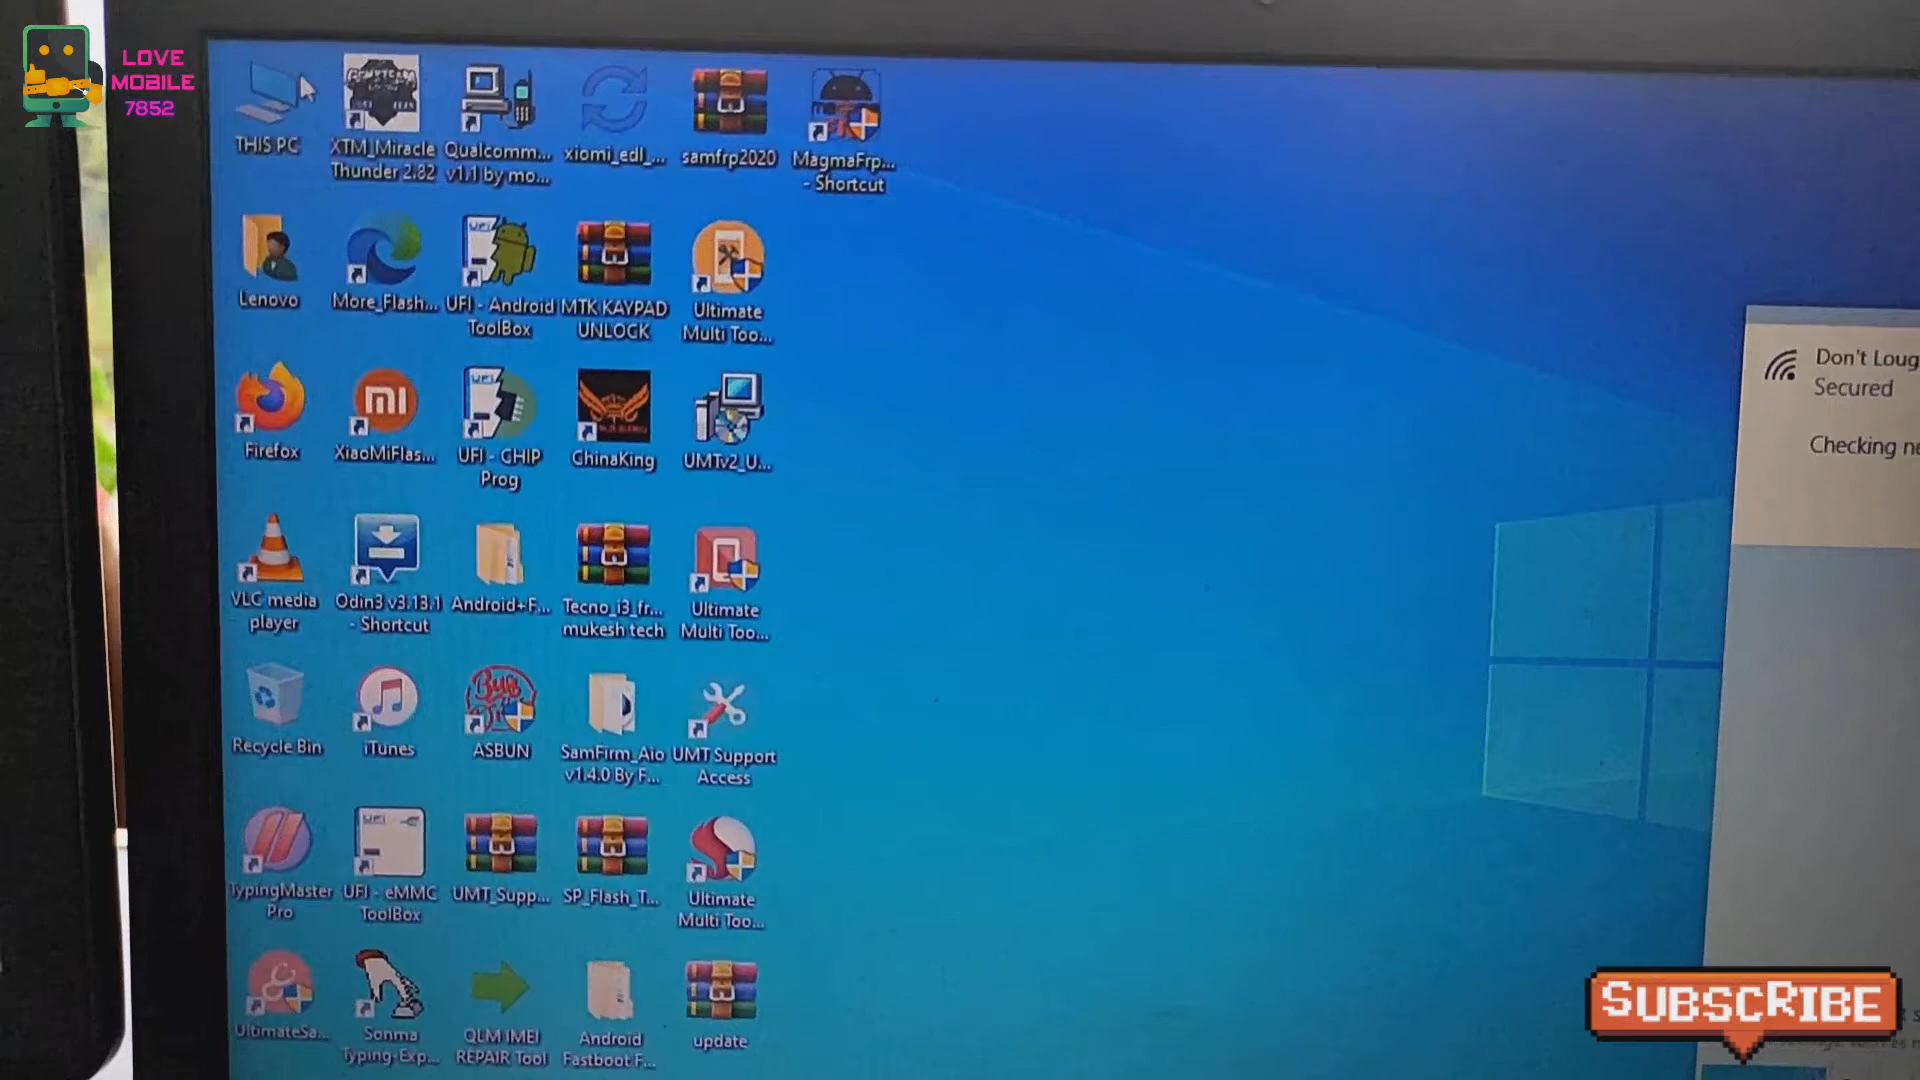 LOVE
MOBILE
7852
THIS PC
XTM_Miracle
Thunder 2.82
Qualcomm...
v1.1 by mo...
xiomi_edl_...
samfrp2020
MagmaFrp...
- Shortcut
Lenovo
More_Flash...
UFI - Android
ToolBox
MTK KAYPAD
UNLOCK
Ultimate
Multi Too...
Firefox
XiaoMiFlas...
UFI - CHIP
Prog
ChinaKing
UMTv2_U...
VLC media
player
Odin3 v3.13.1
- Shortcut
Android+F...
Tecno_i3_fr...
mukesh tech
Ultimate
Multi Too...
Recycle Bin
iTunes
ASBUN
SamFirm_Aio
v1.4.0 By F...
UMT Support
Access
TypingMaster
Pro
UFI - eMMC
ToolBox
UMT_Supp...
SP_Flash_T...
Ultimate
Multi Too...
UltimateSa...
Sonma
Typing-Exp...
QLM IMEI
REPAIR Tool
Android
Fastboot F...
update
Don't Loug
Secured
Checking ne
SUBSCRIBE